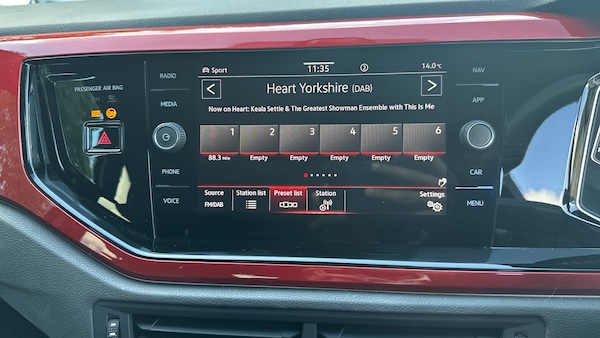 PASSENGER AIR BAG
RADIO
MEDIA
PHONE
VOICE
Sport
11:35
14.0°C
Heart Yorkshire (DAB)
Now on Heart: Keala Settle & The Greatest Showman Ensemble with This Is Me
1 2 3 4 5 6
88.3 MHz Empty Empty Empty Empty Empty
Source Station list Preset list Station Settings
FM/DAB
NAV
APP
CAR
MENU